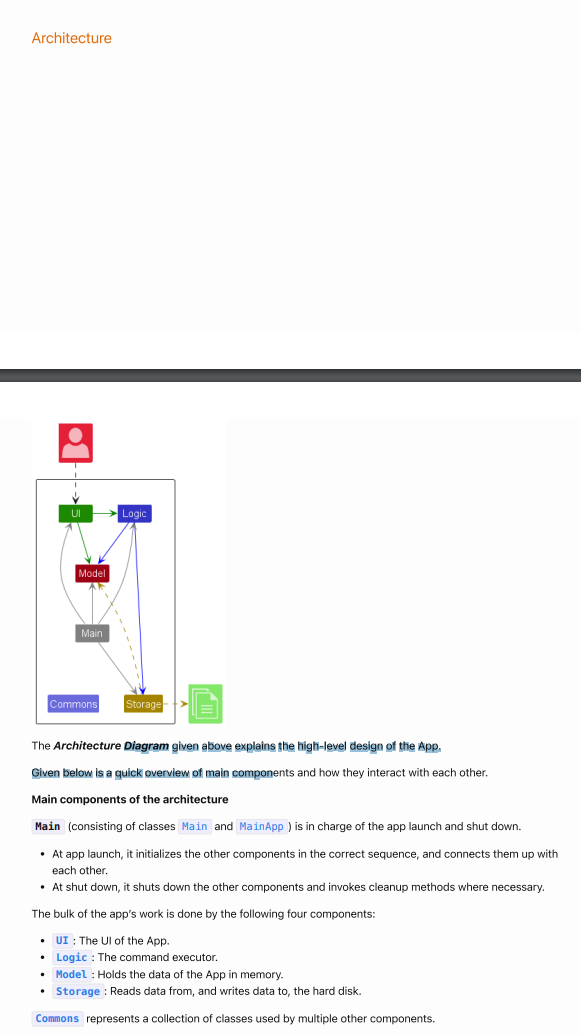 Architecture
UI
Logic
Model
Main
Commons
Storage
The Architecture Diagram given above explains the high-level design of the App.
Given below is a quick overview of main components and how they interact with each other.
Main components of the architecture
Main (consisting of classes Main and MainApp) is in charge of the app launch and shut down.
• At app launch, it initializes the other components in the correct sequence, and connects them up with
each other.
• At shut down, it shuts down the other components and invokes cleanup methods where necessary.
The bulk of the app's work is done by the following four components:
• UI: The UI of the App.
• Logic: The command executor.
• Model: Holds the data of the App in memory.
• Storage: Reads data from, and writes data to, the hard disk.
Commons represents a collection of classes used by multiple other components.